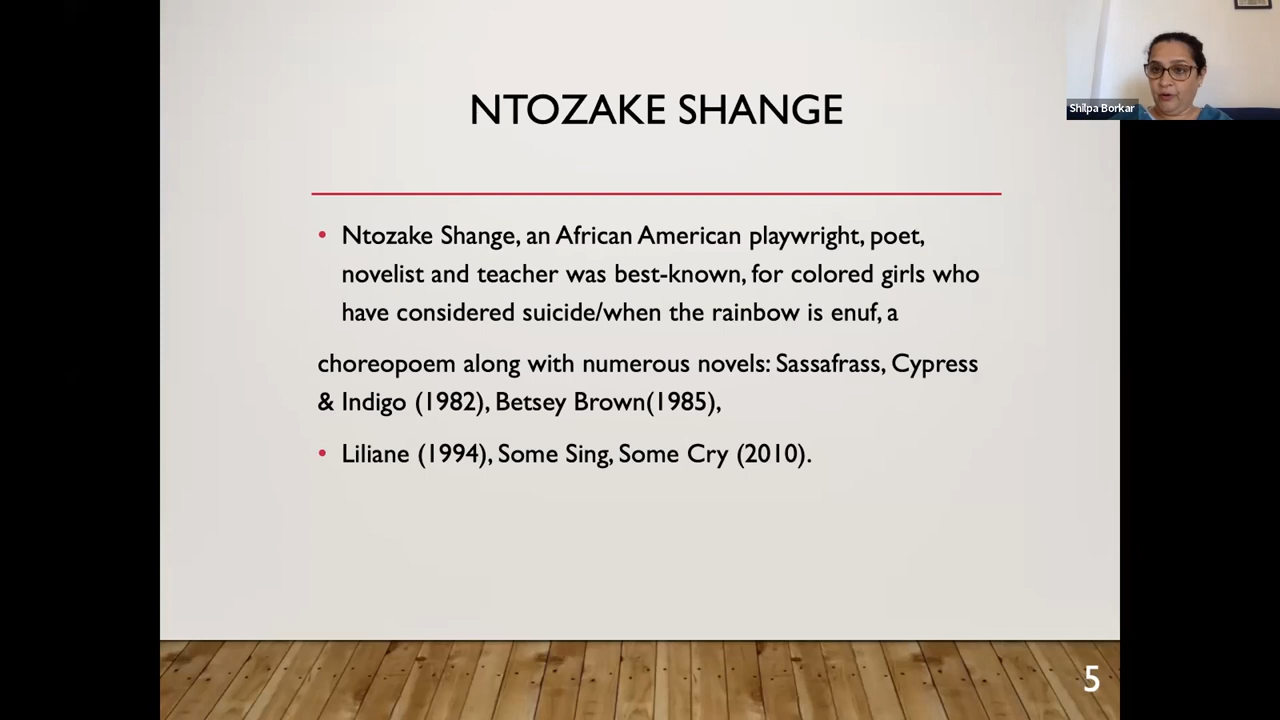 NTOZAKE SHANGE
Shilpa Borkar
• Ntozake Shange, an African American playwright, poet,
novelist and teacher was best-known, for colored girls who
have considered suicide/when the rainbow is enuf, a
choreopoem along with numerous novels: Sassafrass, Cypress
& Indigo (1982), Betsey Brown(1985),
• Liliane (1994), Some Sing, Some Cry (2010).
5